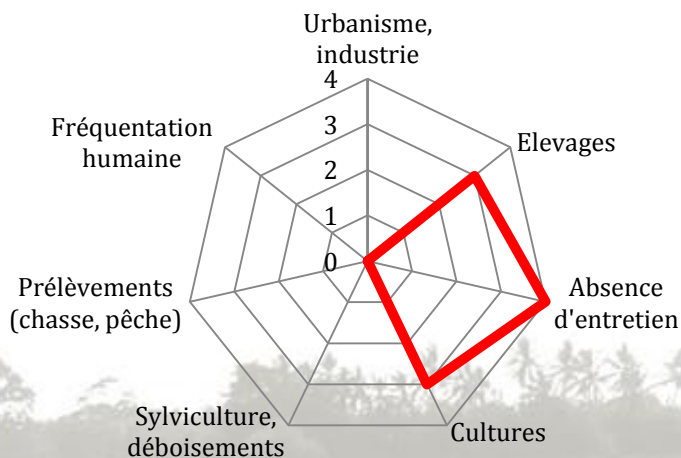 Urbanisme,
industrie
4
3
2
1
0
Elevages
Absence
d'entretien
Cultures
Sylviculture,
déboisements
Prélèvements
(chasse, pêche)
Fréquentation
humaine